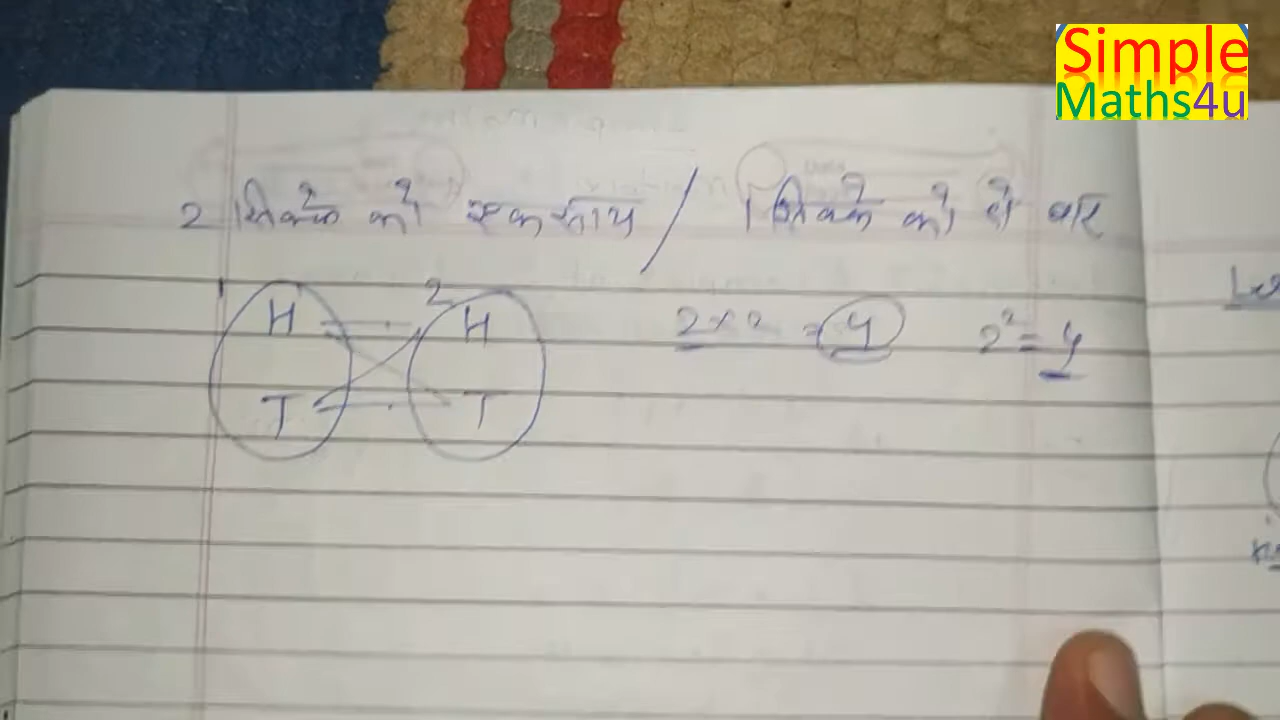 Simple
Maths4u
2 सिक्के को एक साथ / 1 सिक्के को दो बार
1 2
H H 2 × 2 = 4 2² = 4
T T